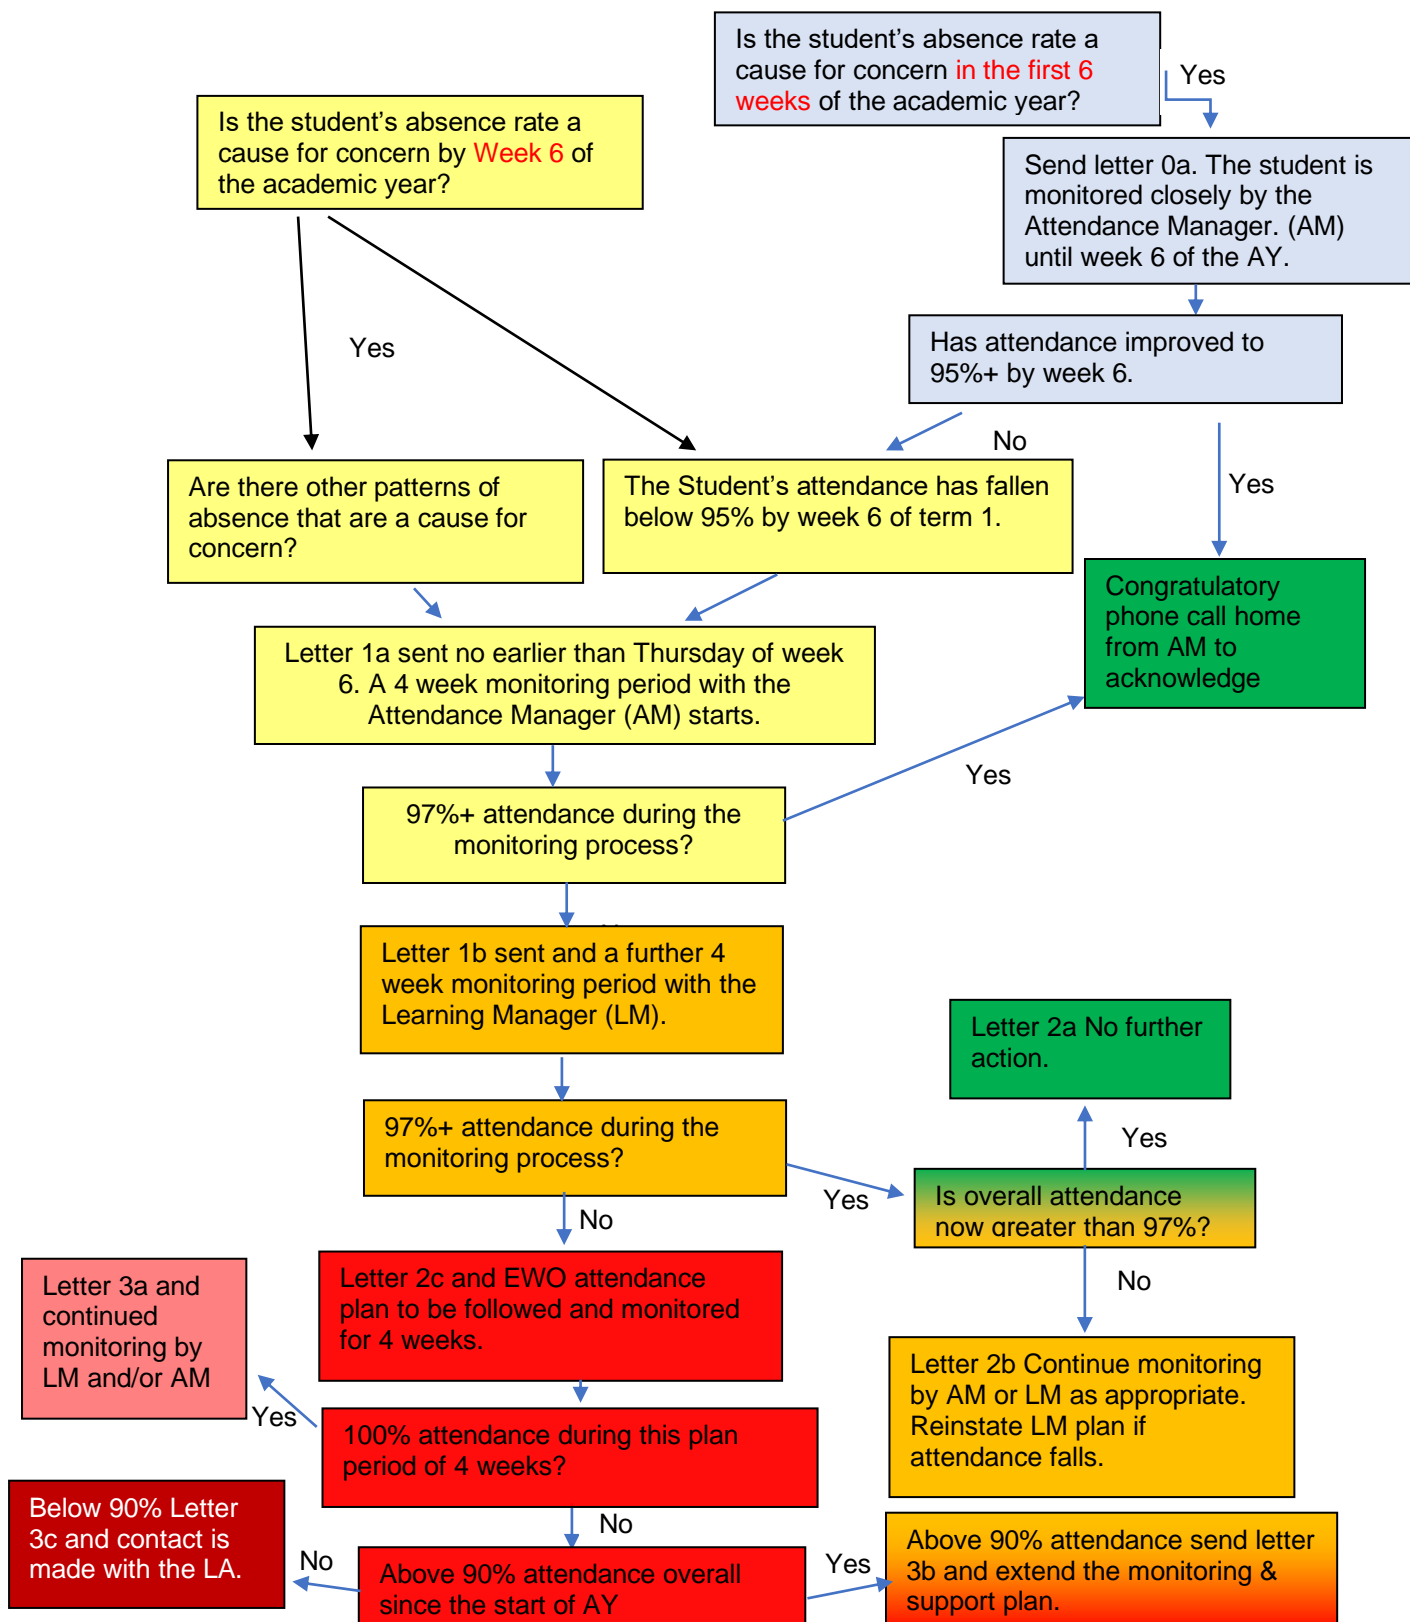 Is the student’s absence rate a
cause for concern in the first 6
weeks of the academic year?
Yes
Is the student’s absence rate a
cause for concern by Week 6 of
the academic year?
Send letter 0a. The student is
monitored closely by the
Attendance Manager. (AM)
until week 6 of the AY.
Yes
Has attendance improved to
95%+ by week 6.
No
Yes
Are there other patterns of
absence that are a cause for
concern?
The Student’s attendance has fallen
below 95% by week 6 of term 1.
Congratulatory
phone call home
from AM to
acknowledge
Letter 1a sent no earlier than Thursday of week
6. A 4 week monitoring period with the
Attendance Manager (AM) starts.
Yes
97%+ attendance during the
monitoring process?
Letter 1b sent and a further 4
week monitoring period with the
Learning Manager (LM).
Letter 2a No further
action.
97%+ attendance during the
monitoring process?
Yes
Yes
Is overall attendance
now greater than 97%?
No
No
Letter 3a and
continued
monitoring by
LM and/or AM
Letter 2c and EWO attendance
plan to be followed and monitored
for 4 weeks.
Letter 2b Continue monitoring
by AM or LM as appropriate.
Reinstate LM plan if
attendance falls.
Yes
100% attendance during this plan
period of 4 weeks?
No
Below 90% Letter
3c and contact is
made with the LA.
No
Above 90% attendance overall
since the start of AY
Yes
Above 90% attendance send letter
3b and extend the monitoring &
support plan.